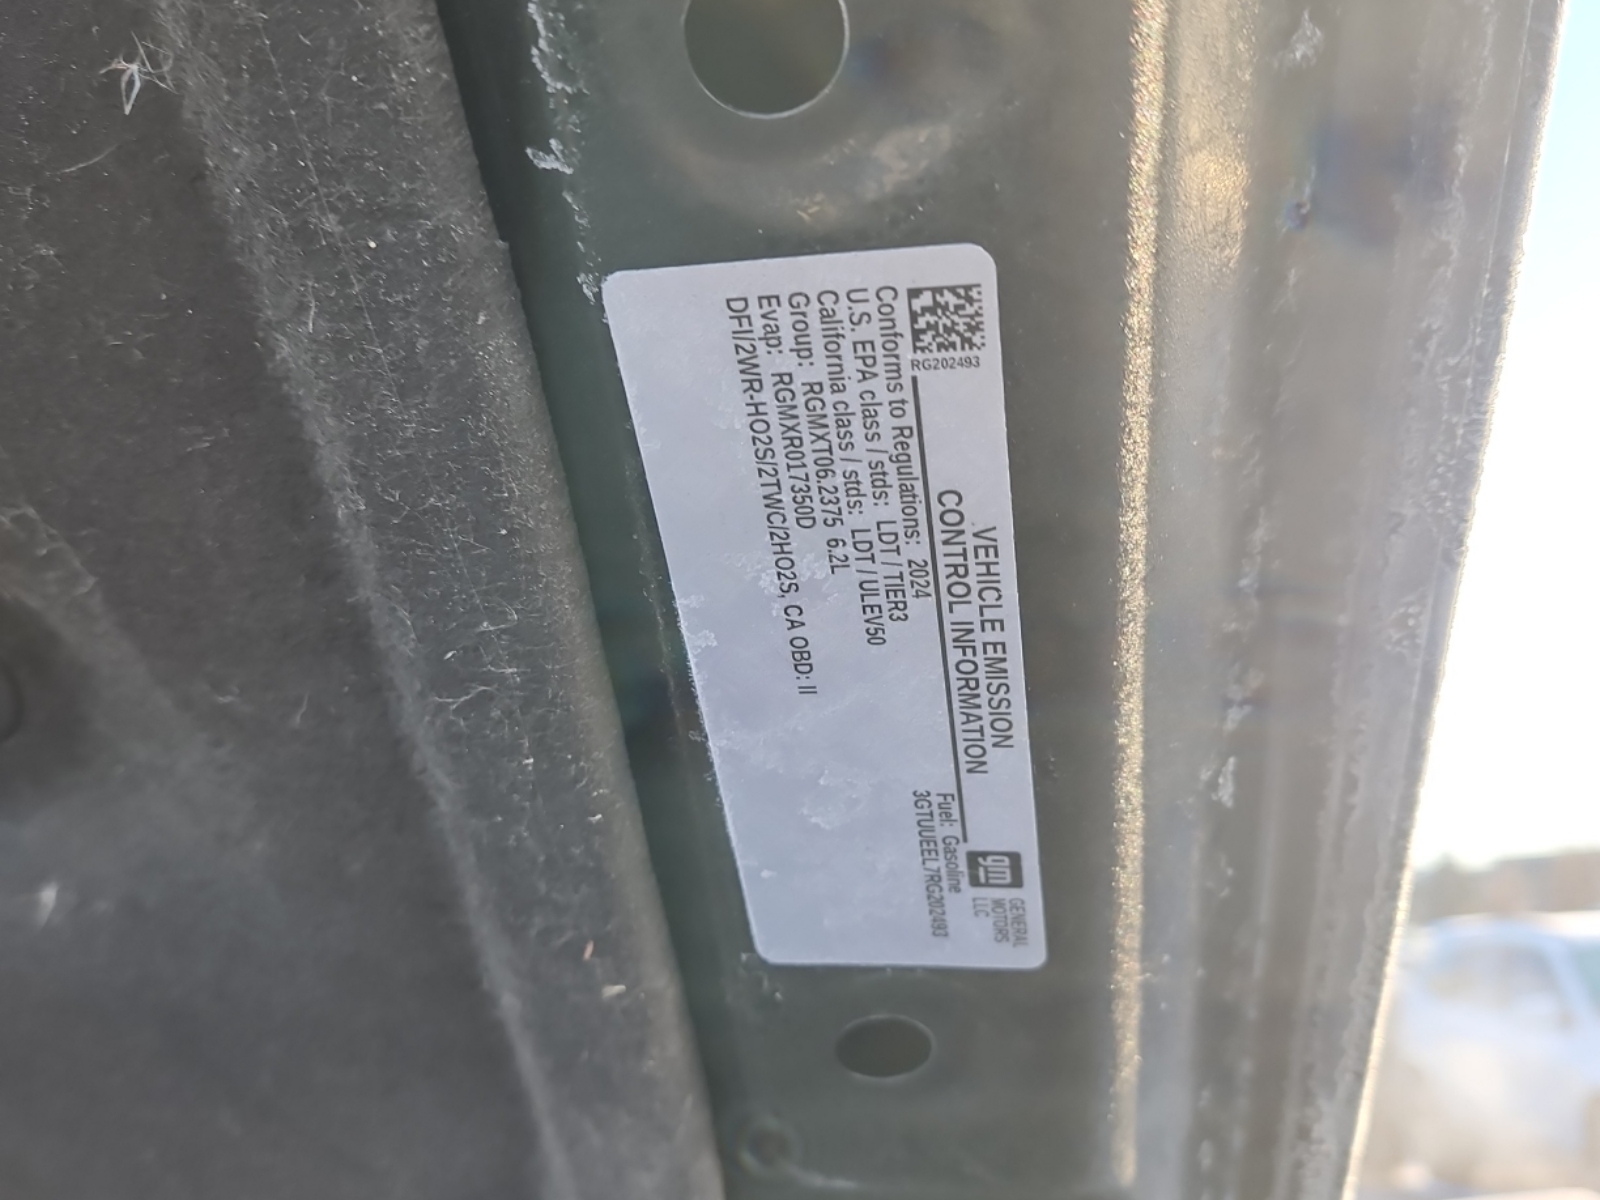 RG202493
VEHICLE EMISSION
CONTROL INFORMATION
gm
GENERAL
MOTORS
LLC
Conforms to Regulations: 2024
Fuel: Gasoline
U.S. EPA class / stds: LDT / TIER3
3GTUUEEL7RG202493
California class / stds: LDT / ULEV50
Group: RGMXT06.2375 6.2L
Evap: RGMXR017350D
DFI/2WR-HO2S/2TWC/2HO2S, CA OBD: II